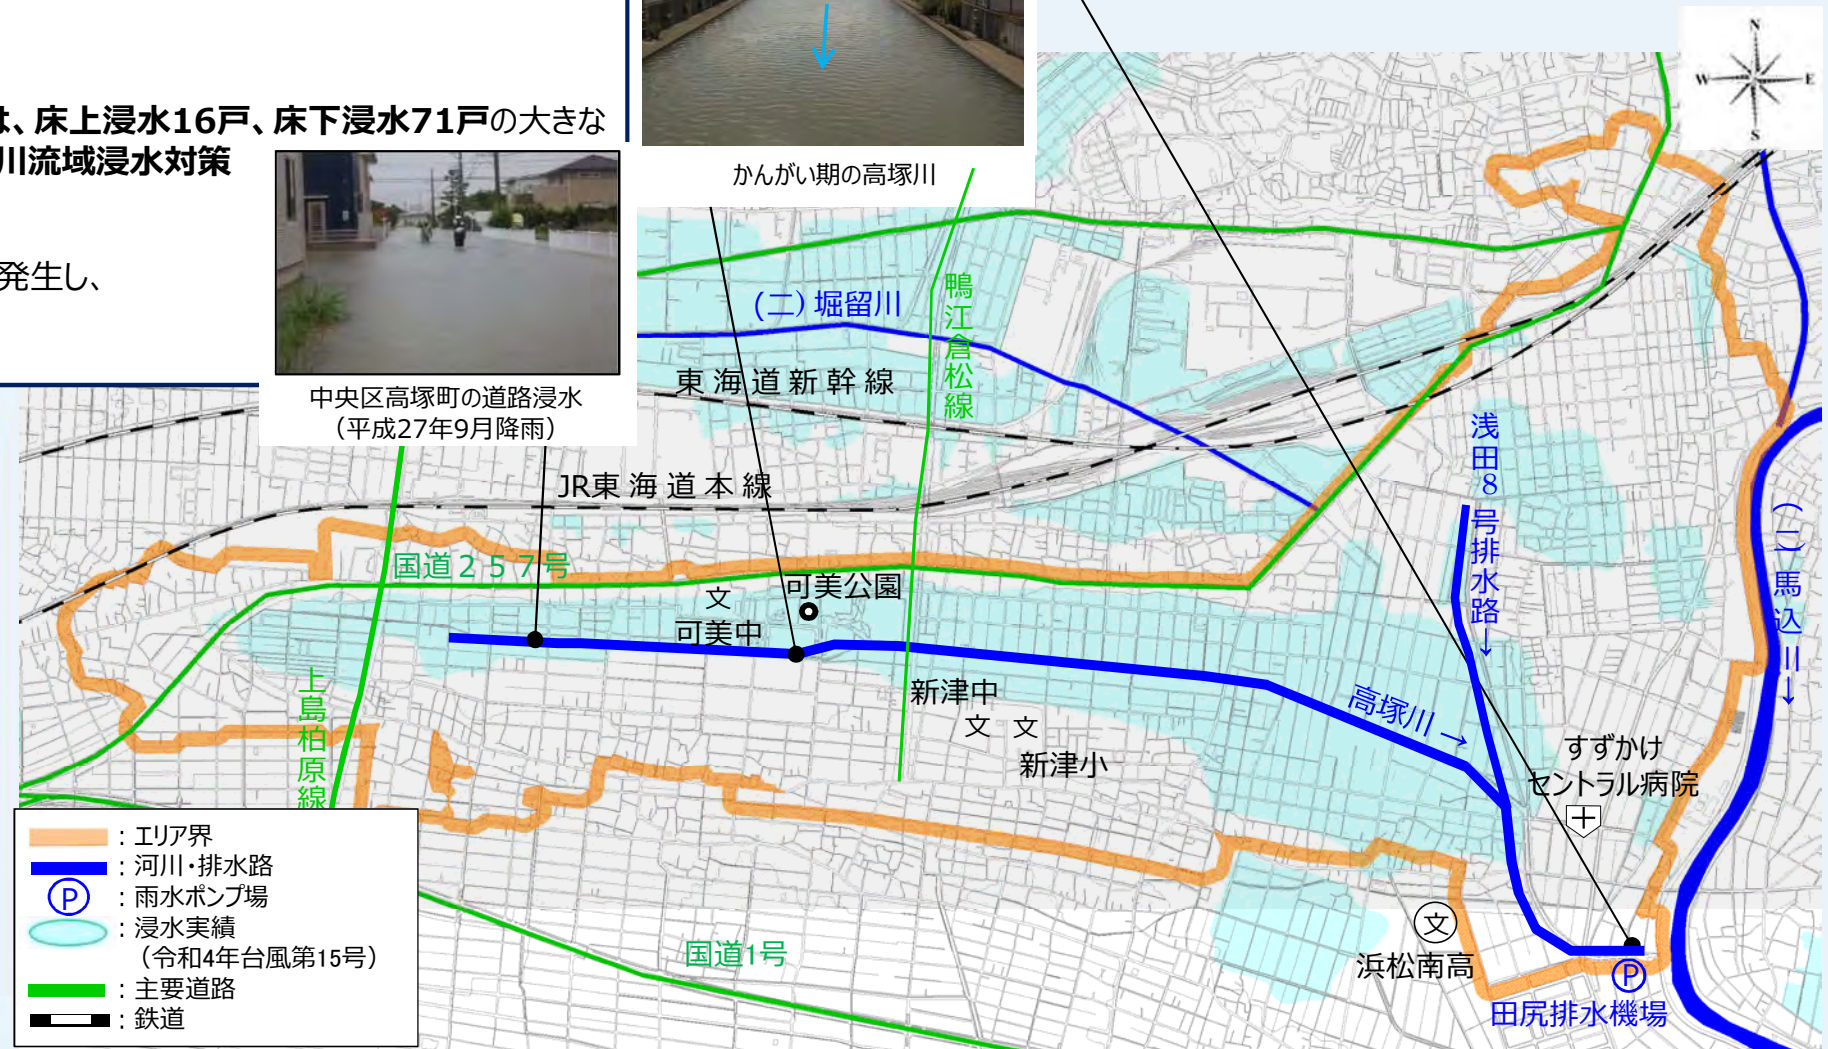 は、床上浸水16戸、床下浸水71戸の大きな
川流域浸水対策
発生し、
かんがい期の高塚川
中央区高塚町の道路浸水
（平成27年9月降雨）
N
W
E
S
(二)堀留川
鴨江倉松線
東海道新幹線
JR東海道本線
浅田8号排水路→
(二)馬込川→
国道257号
可美公園
文
可美中
上島柏原線
新津中
文
文
新津小
高塚川→
すずかけ
セントラル病院
文
浜松南高
国道1号
P
田尻排水機場
：エリア界
：河川・排水路
P
：雨水ポンプ場
：浸水実績
（令和4年台風第15号）
：主要道路
：鉄道